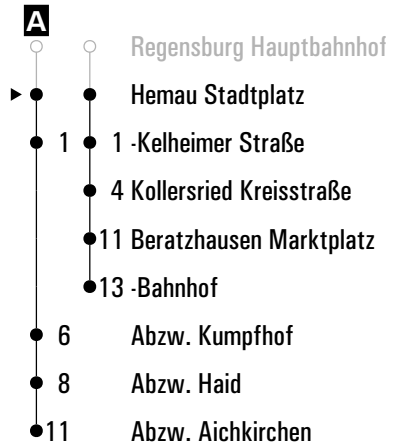 A
Regensburg Hauptbahnhof
Hemau Stadtplatz
1 1 -Kelheimer Straße
4 Kollersried Kreisstraße
11 Beratzhausen Marktplatz
13 -Bahnhof
6 Abzw. Kumpfhof
8 Abzw. Haid
11 Abzw. Aichkirchen